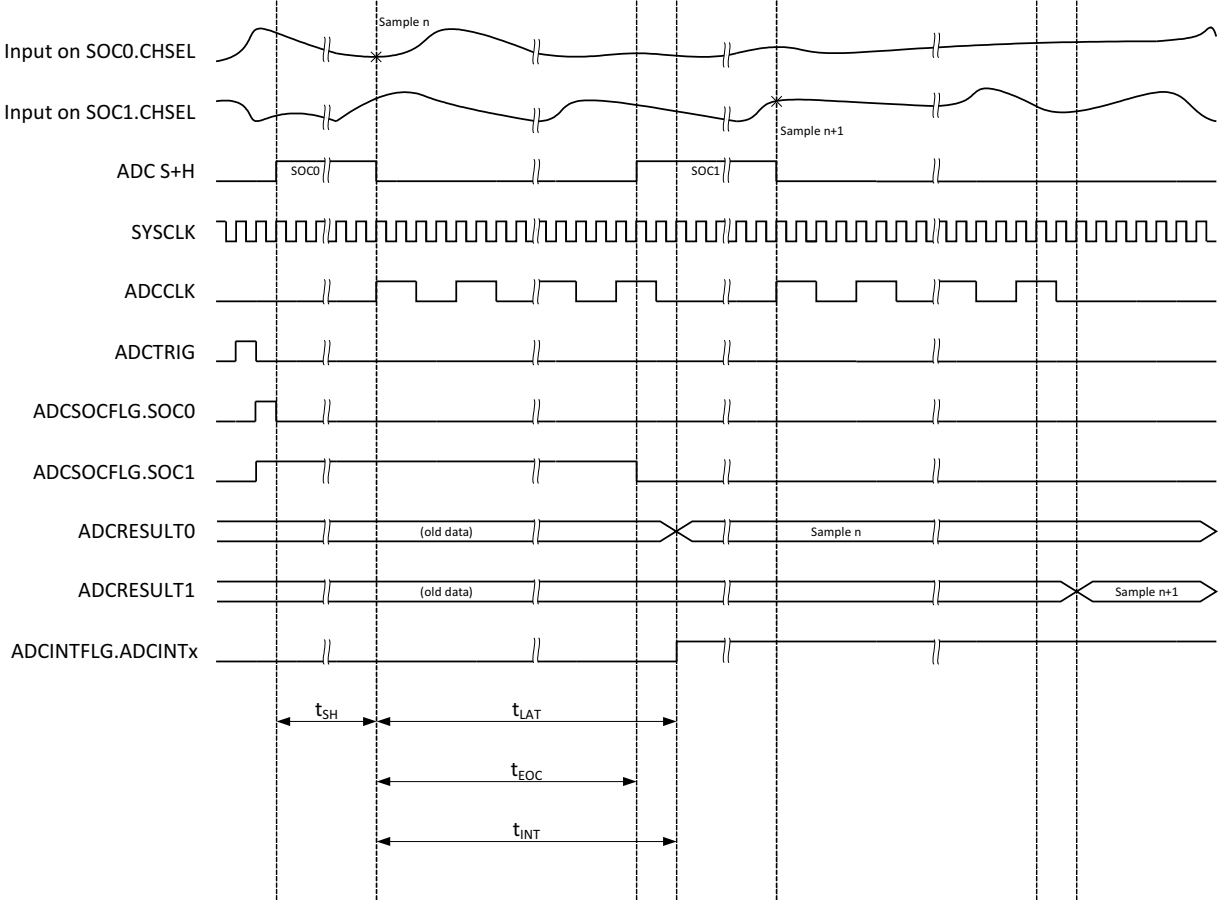 Sample n
Input on SOC0.CHSEL
Input on SOC1.CHSEL
Sample n+1
ADC S+H
SOC0
SOC1
SYSCLK
ADCCLK
ADCTRIG
ADCSOCFLG.SOC0
ADCSOCFLG.SOC1
ADCRESULT0
(old data)
Sample n
ADCRESULT1
(old data)
Sample n+1
ADCINTFLG.ADCINTx
tSH
tLAT
tEOC
tINT